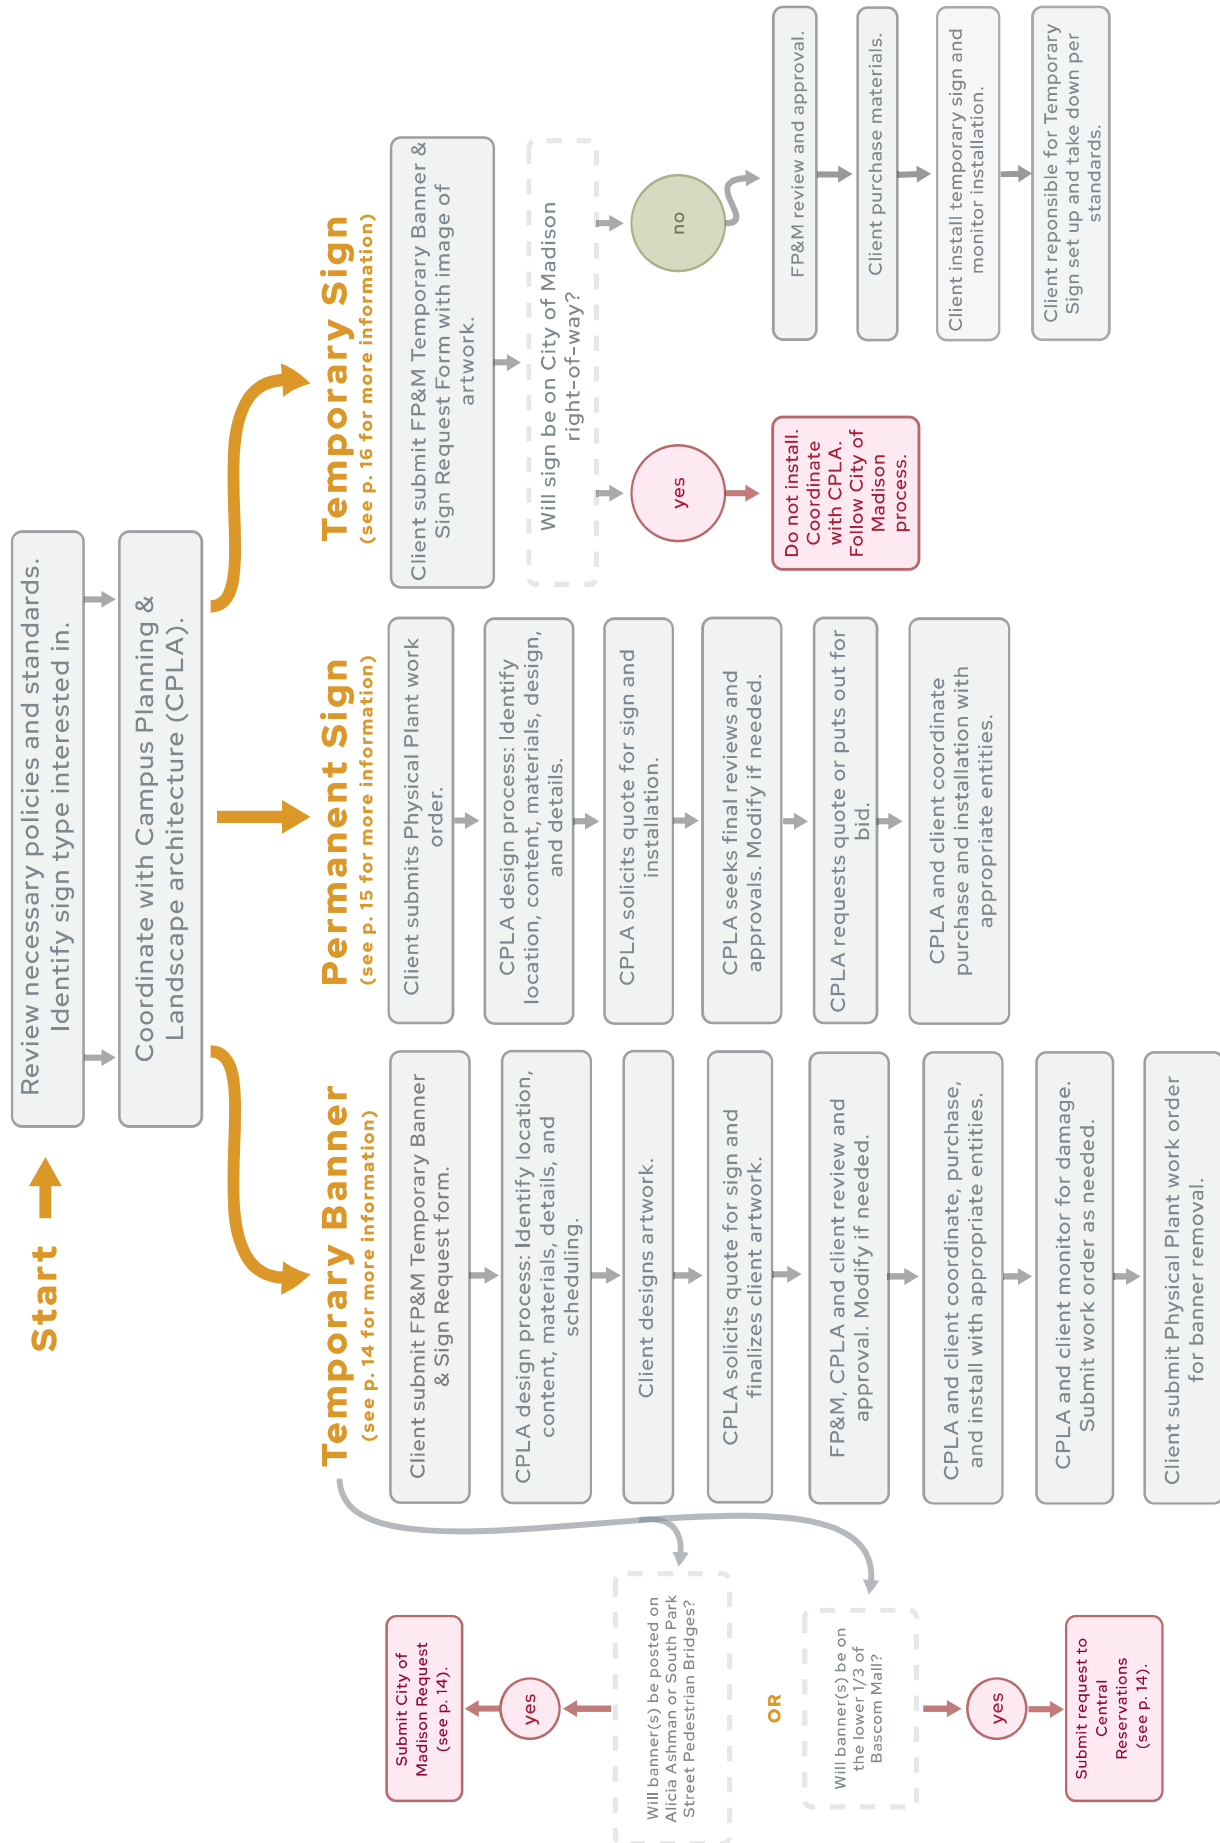 Start
Review necessary policies and standards.
Identify sign type interested in.
Coordinate with Campus Planning &
Landscape architecture (CPLA).
Temporary Banner
(see p. 14 for more information)
Client submit FP&M Temporary Banner
& Sign Request form.
CPLA design process: Identify location,
content, materials, details, and
scheduling.
Client designs artwork.
CPLA solicits quote for sign and
finalizes client artwork.
FP&M, CPLA and client review and
approval. Modify if needed.
CPLA and client coordinate, purchase,
and install with appropriate entities.
CPLA and client monitor for damage.
Submit work order as needed.
Client submit Physical Plant work order
for banner removal.
Will banner(s) be posted on
Alicia Ashman or South Park
Street Pedestrian Bridges?
yes
Submit City of
Madison Request
(see p. 14).
OR
Will banner(s) be on
the lower 1/3 of
Bascom Mall?
yes
Submit request to
Central
Reservations
(see p. 14).
Permanent Sign
(see p. 15 for more information)
Client submits Physical Plant work
order.
CPLA design process: Identify
location, content, materials, design,
and details.
CPLA solicits quote for sign and
installation.
CPLA seeks final reviews and
approvals. Modify if needed.
CPLA requests quote or puts out for
bid.
CPLA and client coordinate
purchase and installation with
appropriate entities.
Temporary Sign
(see p. 16 for more information)
Client submit FP&M Temporary Banner &
Sign Request Form with image of
artwork.
Will sign be on City of Madison
right-of-way?
yes
Do not install.
Coordinate
with CPLA.
Follow City of
Madison
process.
no
FP&M review and approval.
Client purchase materials.
Client install temporary sign and
monitor installation.
Client reponsible for Temporary
Sign set up and take down per
standards.